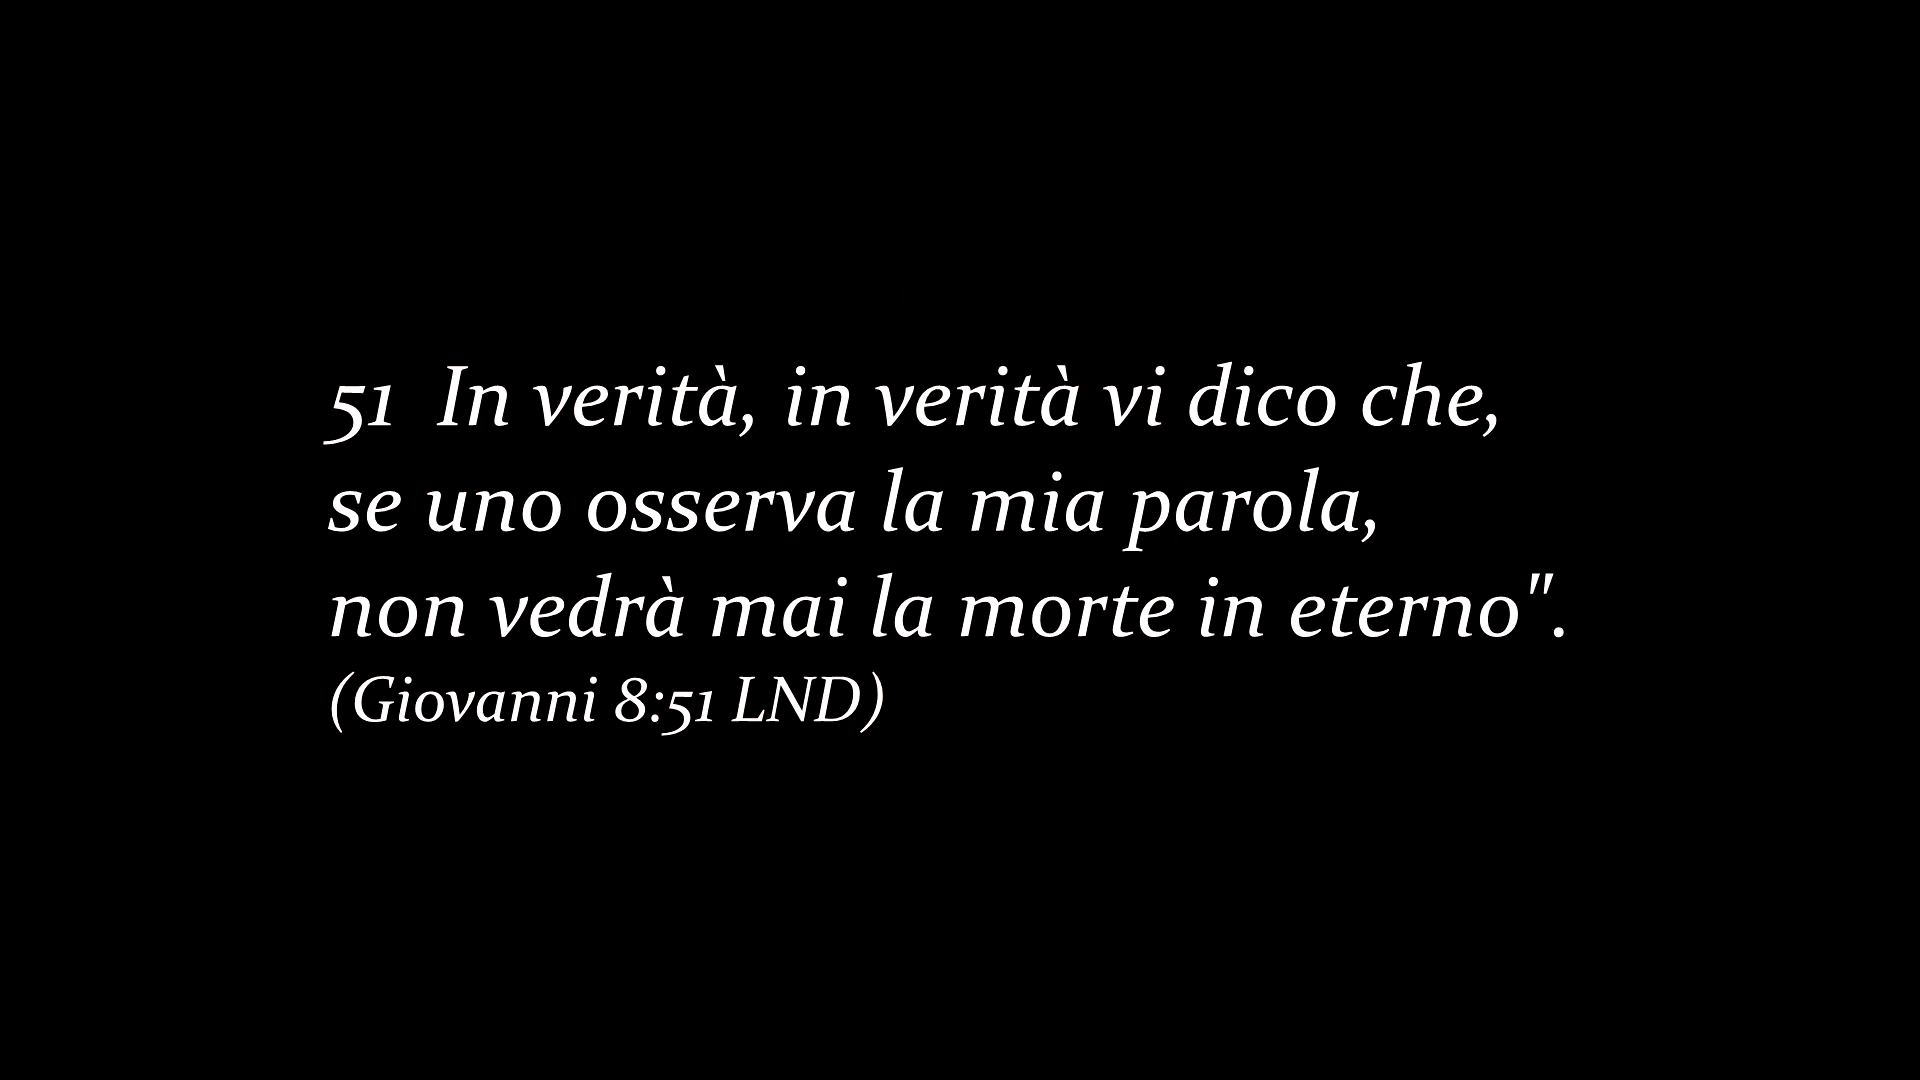 51  In verità, in verità vi dico che,
se uno osserva la mia parola,
non vedrà mai la morte in eterno".
(Giovanni 8:51 LND)